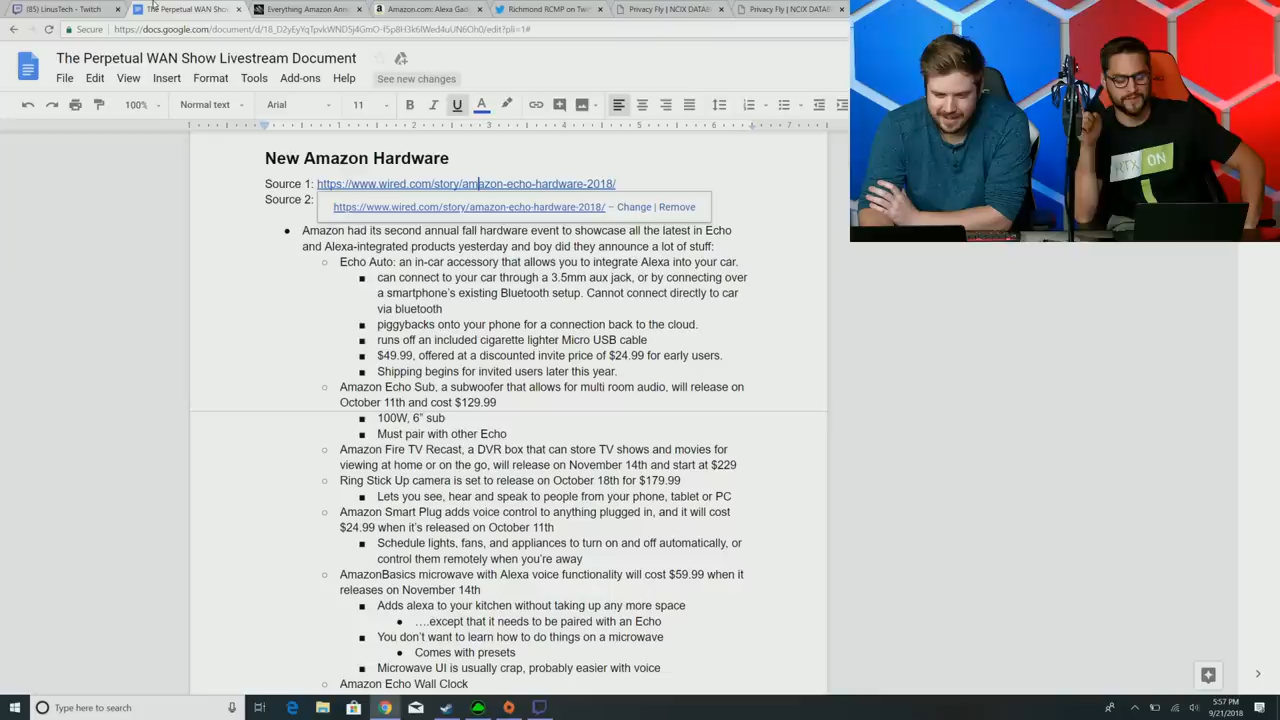 (85) LinusTech - Twitch
The Perpetual WAN Sho
Everything Amazon Ann
Amazon.com: Alexa Gad
Richmond RCMP on Twi
Privacy Fly | NCIX DATAB
Privacy Fly | NCIX DATAB
Secure
The Perpetual WAN Show Livestream Document
File Edit View Insert Format Tools Add-ons Help See new changes
100% Normal text Arial 11 B I U A
1 1 2 3 4 5 6 7
New Amazon Hardware
Source 1: https://www.wired.com/story/amazon-echo-hardware-2018/
Source 2:
https://www.wired.com/story/amazon-echo-hardware-2018/ – Change | Remove
● Amazon had its second annual fall hardware event to showcase all the latest in Echo
and Alexa-integrated products yesterday and boy did they announce a lot of stuff:
○ Echo Auto: an in-car accessory that allows you to integrate Alexa into your car.
■ can connect to your car through a 3.5mm aux jack, or by connecting over
a smartphone's existing Bluetooth setup. Cannot connect directly to car
via bluetooth
■ piggybacks onto your phone for a connection back to the cloud.
■ runs off an included cigarette lighter Micro USB cable
■ $49.99, offered at a discounted invite price of $24.99 for early users.
■ Shipping begins for invited users later this year.
○ Amazon Echo Sub, a subwoofer that allows for multi room audio, will release on
October 11th and cost $129.99
■ 100W, 6" sub
■ Must pair with other Echo
○ Amazon Fire TV Recast, a DVR box that can store TV shows and movies for
viewing at home or on the go, will release on November 14th and start at $229
○ Ring Stick Up camera is set to release on October 18th for $179.99
■ Lets you see, hear and speak to people from your phone, tablet or PC
○ Amazon Smart Plug adds voice control to anything plugged in, and it will cost
$24.99 when it's released on October 11th
■ Schedule lights, fans, and appliances to turn on and off automatically, or
control them remotely when you're away
○ AmazonBasics microwave with Alexa voice functionality will cost $59.99 when it
releases on November 14th
■ Adds alexa to your kitchen without taking up any more space
● ….except that it needs to be paired with an Echo
■ You don't want to learn how to do things on a microwave
● Comes with presets
■ Microwave UI is usually crap, probably easier with voice
○ Amazon Echo Wall Clock
RTX ON
Type here to search
5:57 PM
9/21/2018